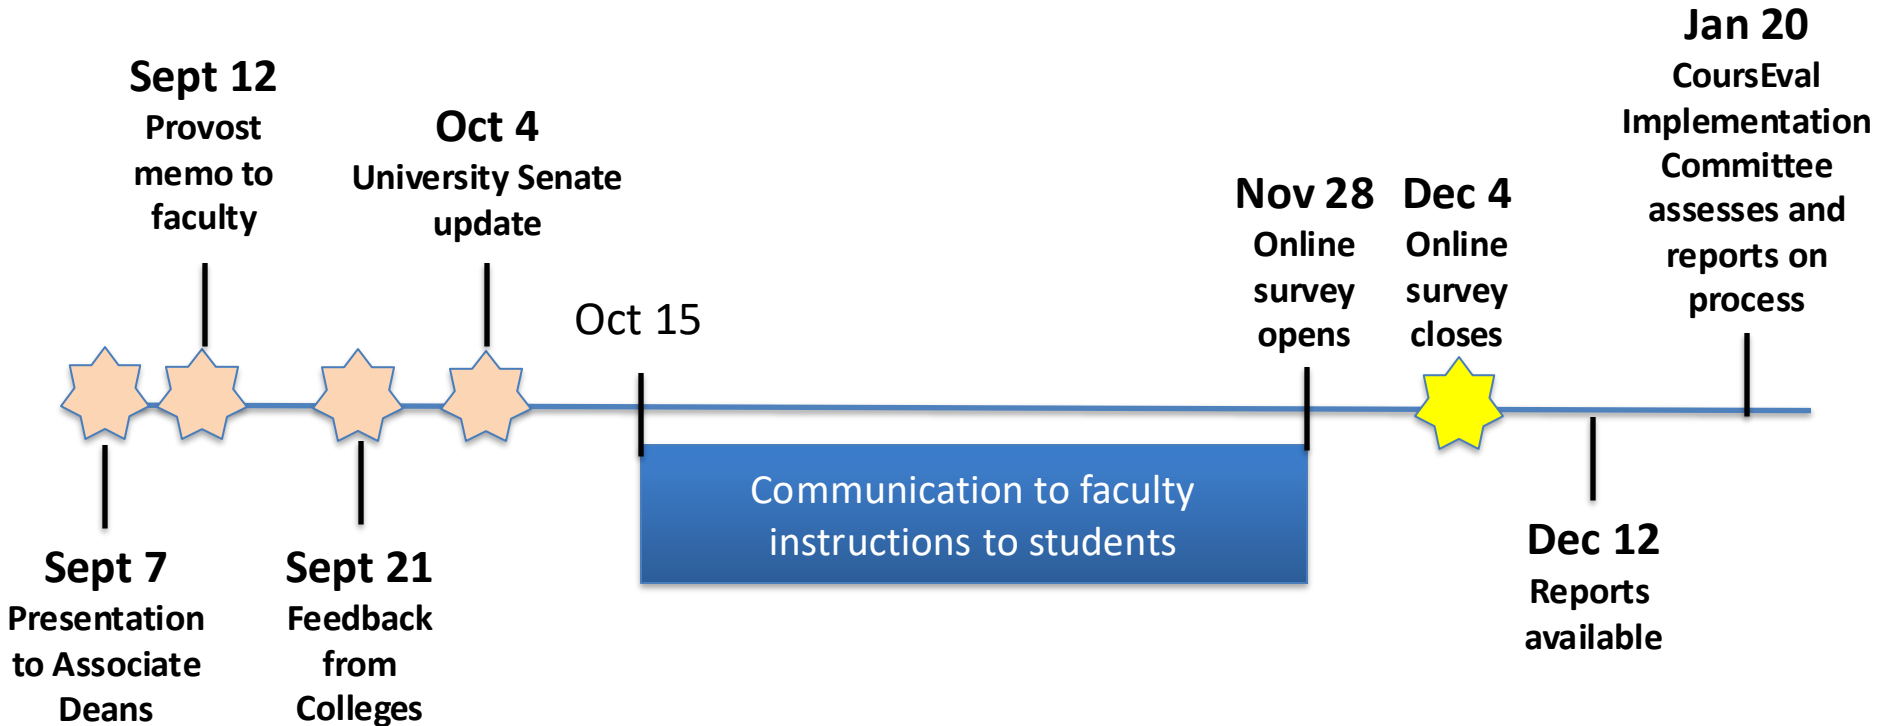 Sept 12
Provost
memo to
faculty
Oct 4
University Senate
update
Oct 15
Nov 28
Online
survey
opens
Dec 4
Online
survey
closes
Jan 20
CoursEval
Implementation
Committee
assesses and
reports on
process
Communication to faculty
instructions to students
Sept 7
Presentation
to Associate
Deans
Sept 21
Feedback
from
Colleges
Dec 12
Reports
available